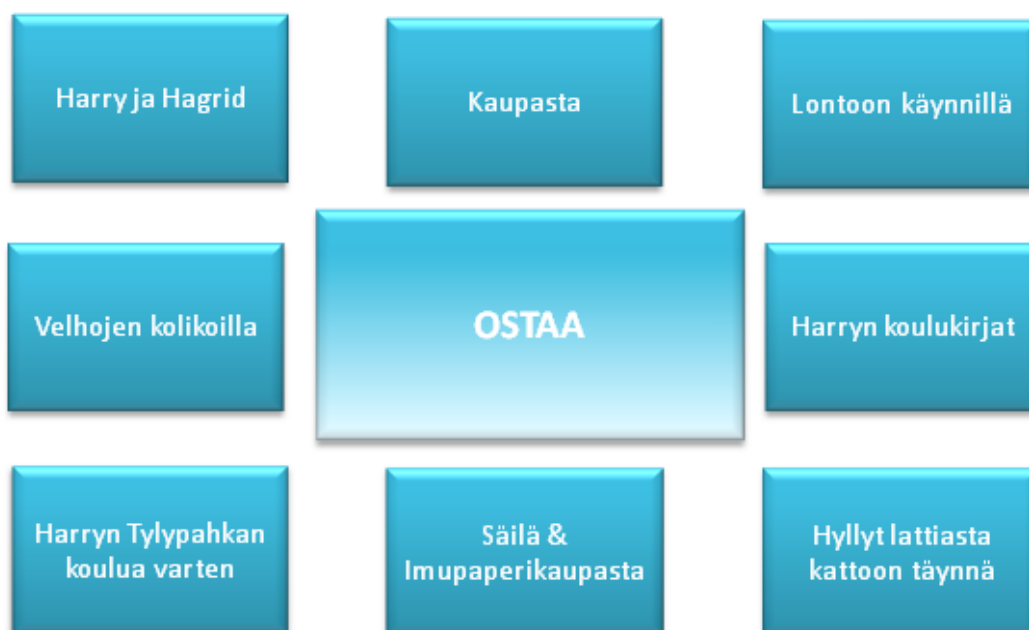 Harry ja Hagrid
Kaupasta
Lontoon käynnillä
Velhojen kolikoilla
OSTAA
Harryn koulukirjat
Harryn Tylypahkan
koulua varten
Säilä &
Imupaperikaupasta
Hyllyt lattiasta
kattoon täynnä